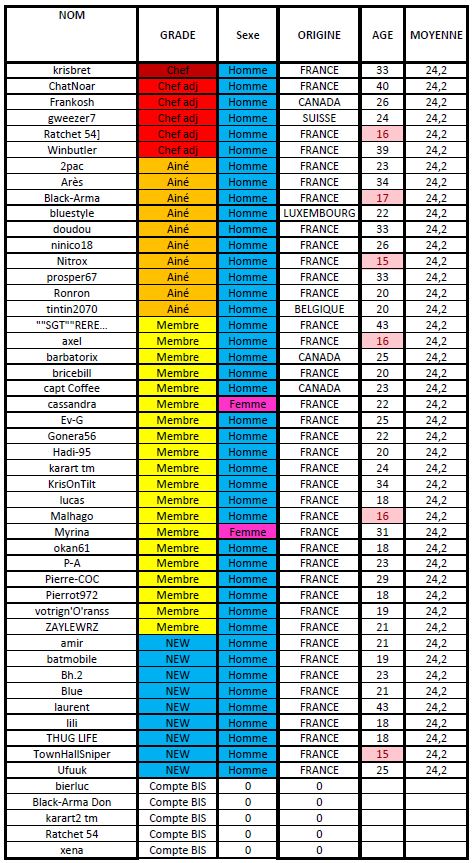 NOM GRADE Sexe ORIGINE AGE MOYENNE
krisbret Chef Homme FRANCE 33 24,2
ChatNoar Chef adj Homme FRANCE 40 24,2
Frankosh Chef adj Homme CANADA 26 24,2
gweezer7 Chef adj Homme SUISSE 24 24,2
Ratchet 54] Chef adj Homme FRANCE 16 24,2
Winbutler Chef adj Homme FRANCE 39 24,2
2pac Ainé Homme FRANCE 23 24,2
Arès Ainé Homme FRANCE 34 24,2
Black-Arma Ainé Homme FRANCE 17 24,2
bluestyle Ainé Homme LUXEMBOURG 22 24,2
doudou Ainé Homme FRANCE 33 24,2
ninico18 Ainé Homme FRANCE 26 24,2
Nitrox Ainé Homme FRANCE 15 24,2
prosper67 Ainé Homme FRANCE 33 24,2
Ronron Ainé Homme FRANCE 20 24,2
tintin2070 Ainé Homme BELGIQUE 20 24,2
""SGT""RERE... Membre Homme FRANCE 43 24,2
axel Membre Homme FRANCE 16 24,2
barbatorix Membre Homme CANADA 25 24,2
bricebill Membre Homme FRANCE 20 24,2
capt Coffee Membre Homme CANADA 23 24,2
cassandra Membre Femme FRANCE 22 24,2
Ev-G Membre Homme FRANCE 25 24,2
Gonera56 Membre Homme FRANCE 22 24,2
Hadi-95 Membre Homme FRANCE 20 24,2
karart tm Membre Homme FRANCE 24 24,2
KrisOnTilt Membre Homme FRANCE 34 24,2
lucas Membre Homme FRANCE 18 24,2
Malhago Membre Homme FRANCE 16 24,2
Myrina Membre Femme FRANCE 31 24,2
okan61 Membre Homme FRANCE 18 24,2
P-A Membre Homme FRANCE 23 24,2
Pierre-COC Membre Homme FRANCE 29 24,2
Pierrot972 Membre Homme FRANCE 18 24,2
votrign'O'ranss Membre Homme FRANCE 19 24,2
ZAYLEWRZ Membre Homme FRANCE 21 24,2
amir NEW Homme FRANCE 21 24,2
batmobile NEW Homme FRANCE 19 24,2
Bh.2 NEW Homme FRANCE 23 24,2
Blue NEW Homme FRANCE 21 24,2
laurent NEW Homme FRANCE 43 24,2
lili NEW Homme FRANCE 18 24,2
THUG LIFE NEW Homme FRANCE 18 24,2
TownHallSniper NEW Homme FRANCE 15 24,2
Ufuuk NEW Homme FRANCE 25 24,2
bierluc Compte BIS 0 0
Black-Arma Don Compte BIS 0 0
karart2 tm Compte BIS 0 0
Ratchet 54 Compte BIS 0 0
xena Compte BIS 0 0